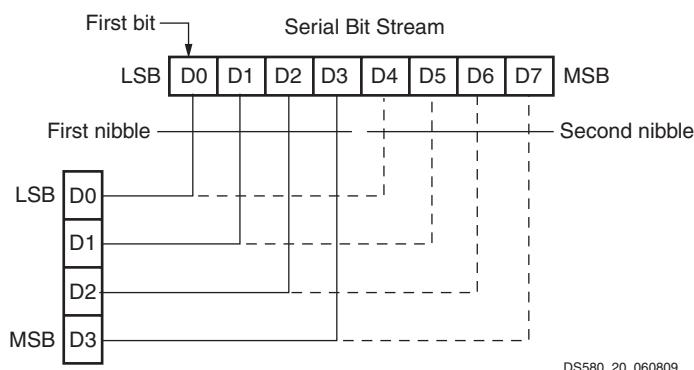 First bit
Serial Bit Stream
LSB D0 D1 D2 D3 D4 D5 D6 D7 MSB
First nibble Second nibble
LSB D0
D1
D2
MSB D3
DS580_20_060809